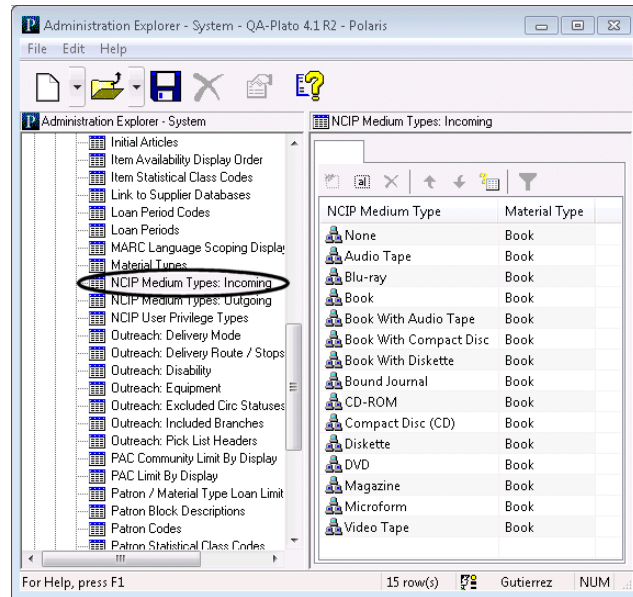 Administration Explorer - System - QA-Plato 4.1 R2 - Polaris
File Edit Help
Administration Explorer - System
Initial Articles
Item Availability Display Order
Item Statistical Class Codes
Link to Supplier Databases
Loan Period Codes
Loan Periods
MARC Language Scoping Display
Material Types
NCIP Medium Types: Incoming
NCIP Medium Types: Outgoing
NCIP User Privilege Types
Outreach: Delivery Mode
Outreach: Delivery Route / Stops
Outreach: Disability
Outreach: Equipment
Outreach: Excluded Circ Statuses
Outreach: Included Branches
Outreach: Pick List Headers
PAC Community Limit By Display
PAC Limit By Display
Patron / Material Type Loan Limit
Patron Block Descriptions
Patron Codes
Patron Statistical Class Codes
NCIP Medium Types: Incoming
NCIP Medium Type Material Type
None Book
Audio Tape Book
Blu-ray Book
Book Book
Book With Audio Tape Book
Book With Compact Disc Book
Book With Diskette Book
Bound Journal Book
CD-ROM Book
Compact Disc (CD) Book
Diskette Book
DVD Book
Magazine Book
Microform Book
Video Tape Book
For Help, press F1 15 row(s) Gutierrez NUM